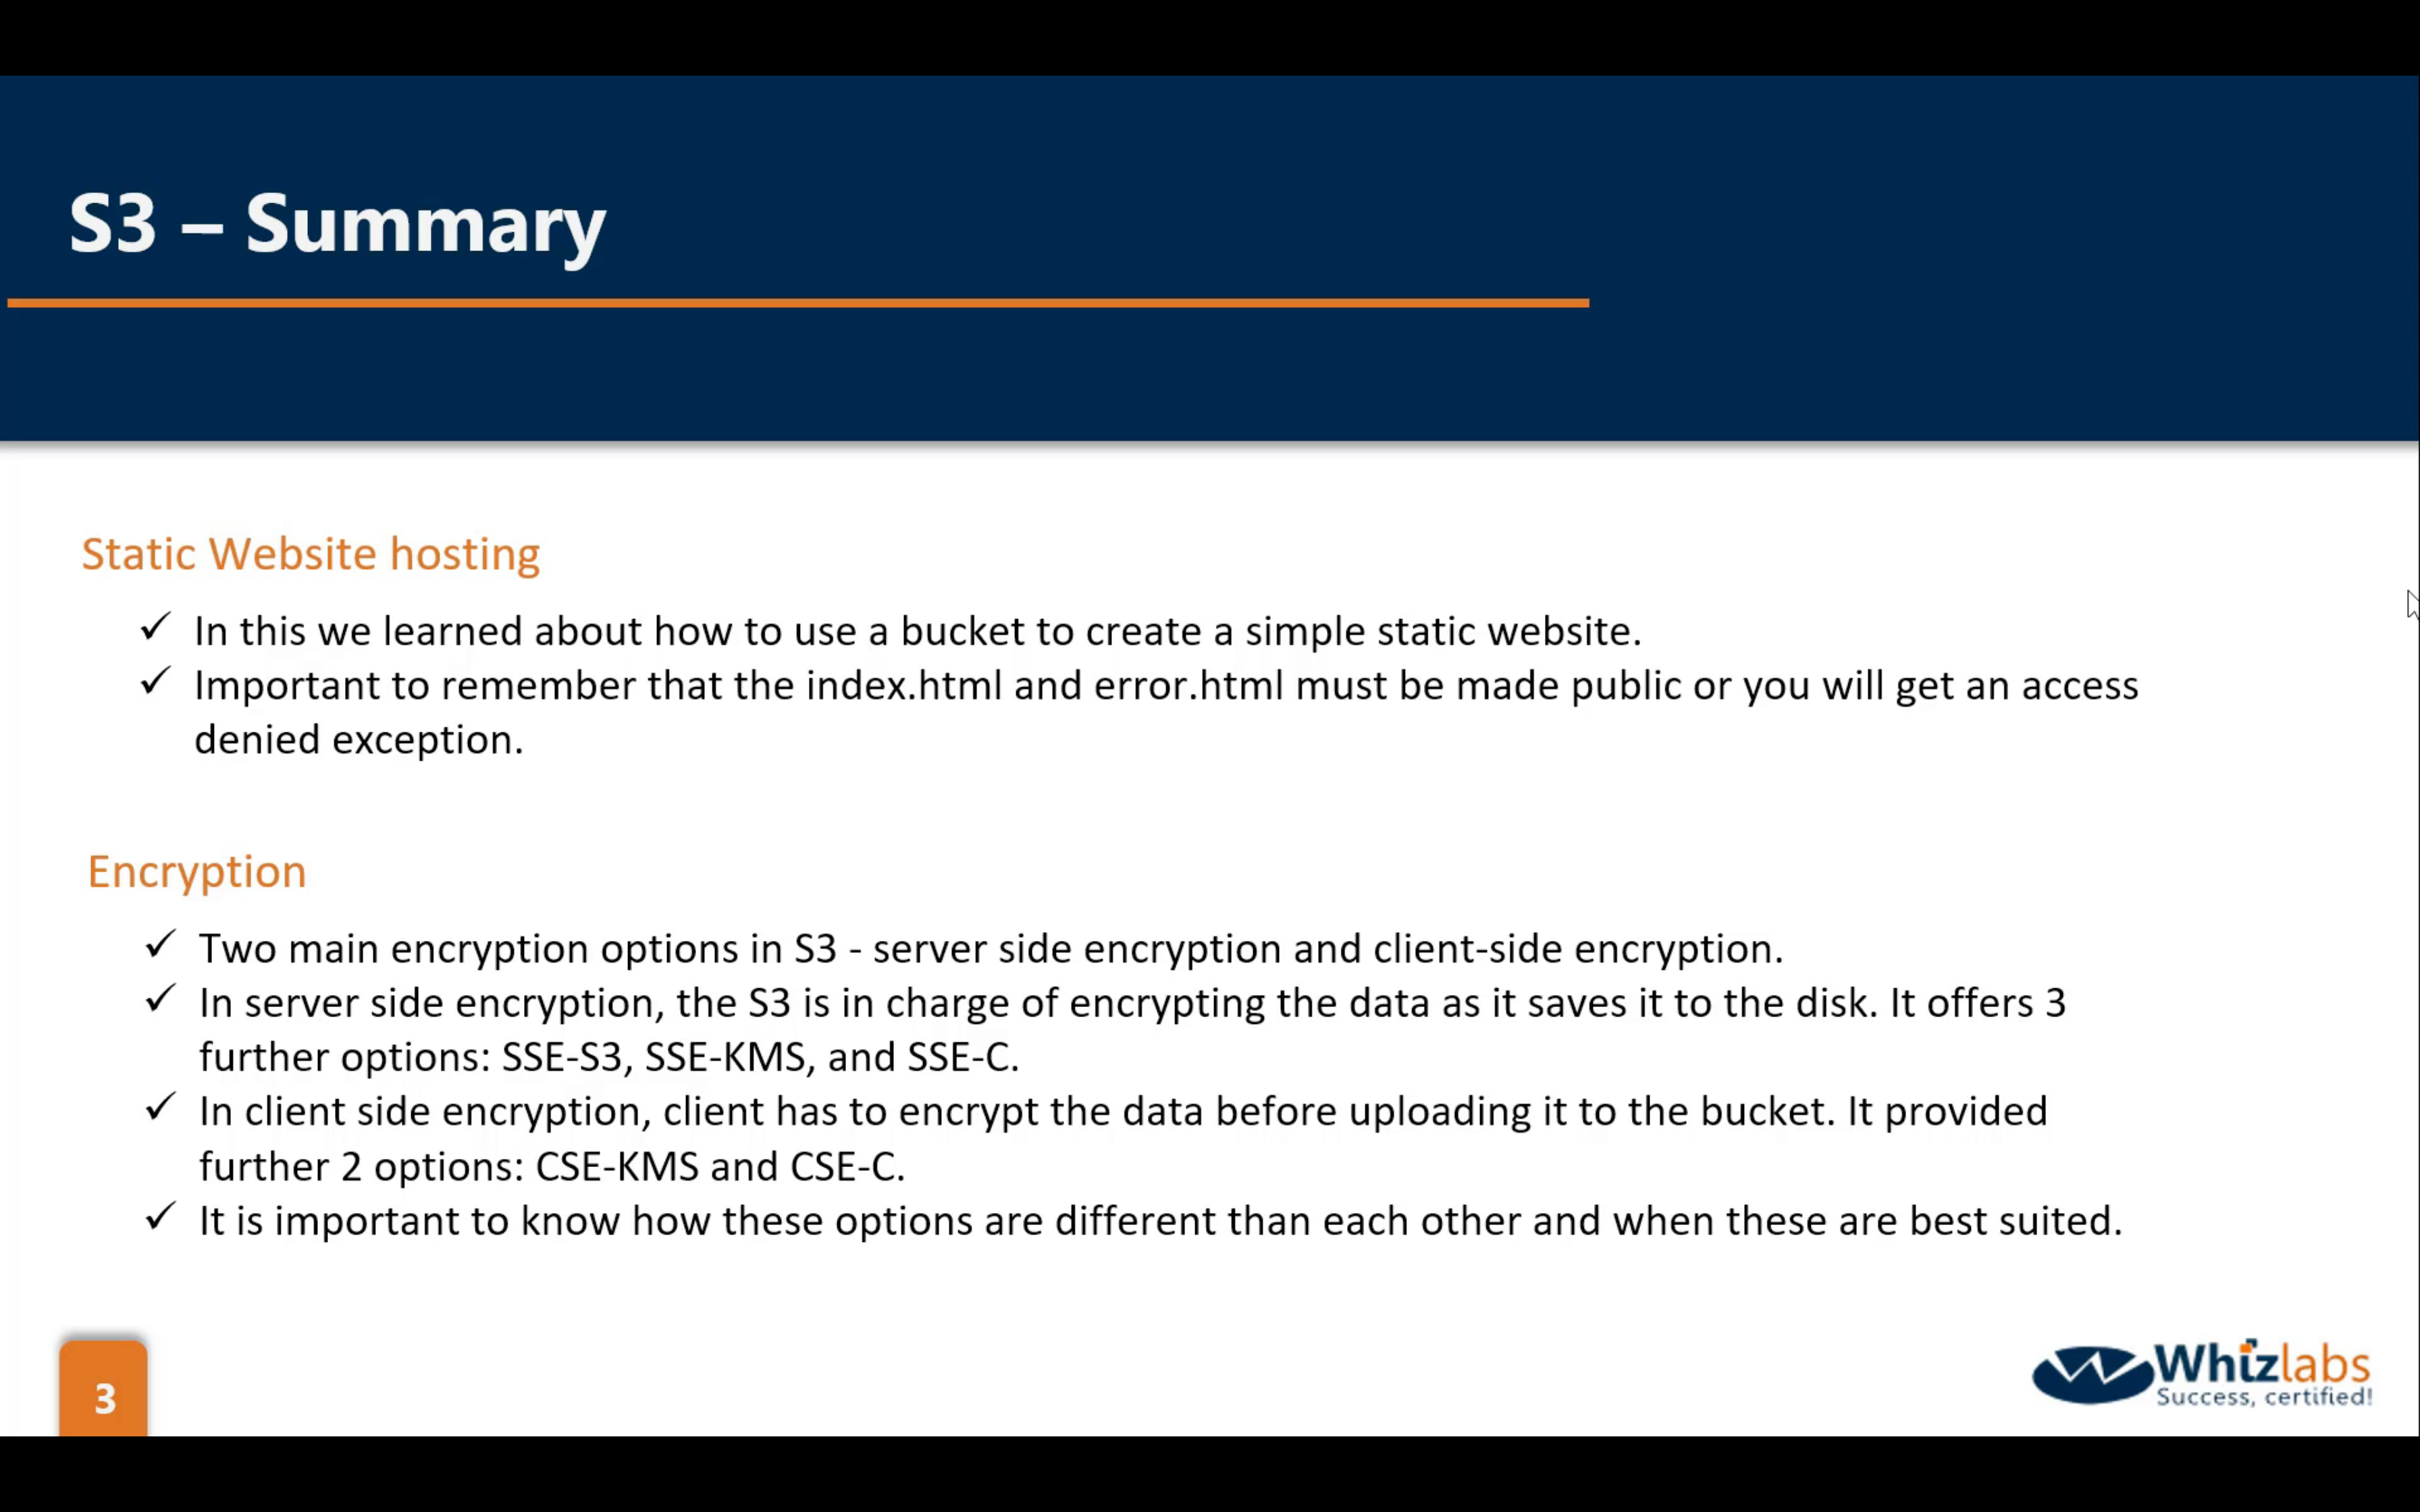 S3 – Summary
Static Website hosting
✓ In this we learned about how to use a bucket to create a simple static website.
✓ Important to remember that the index.html and error.html must be made public or you will get an access
denied exception.
Encryption
✓ Two main encryption options in S3 - server side encryption and client-side encryption.
✓ In server side encryption, the S3 is in charge of encrypting the data as it saves it to the disk. It offers 3
further options: SSE-S3, SSE-KMS, and SSE-C.
✓ In client side encryption, client has to encrypt the data before uploading it to the bucket. It provided
further 2 options: CSE-KMS and CSE-C.
✓ It is important to know how these options are different than each other and when these are best suited.
3
Whizlabs
Success, certified!